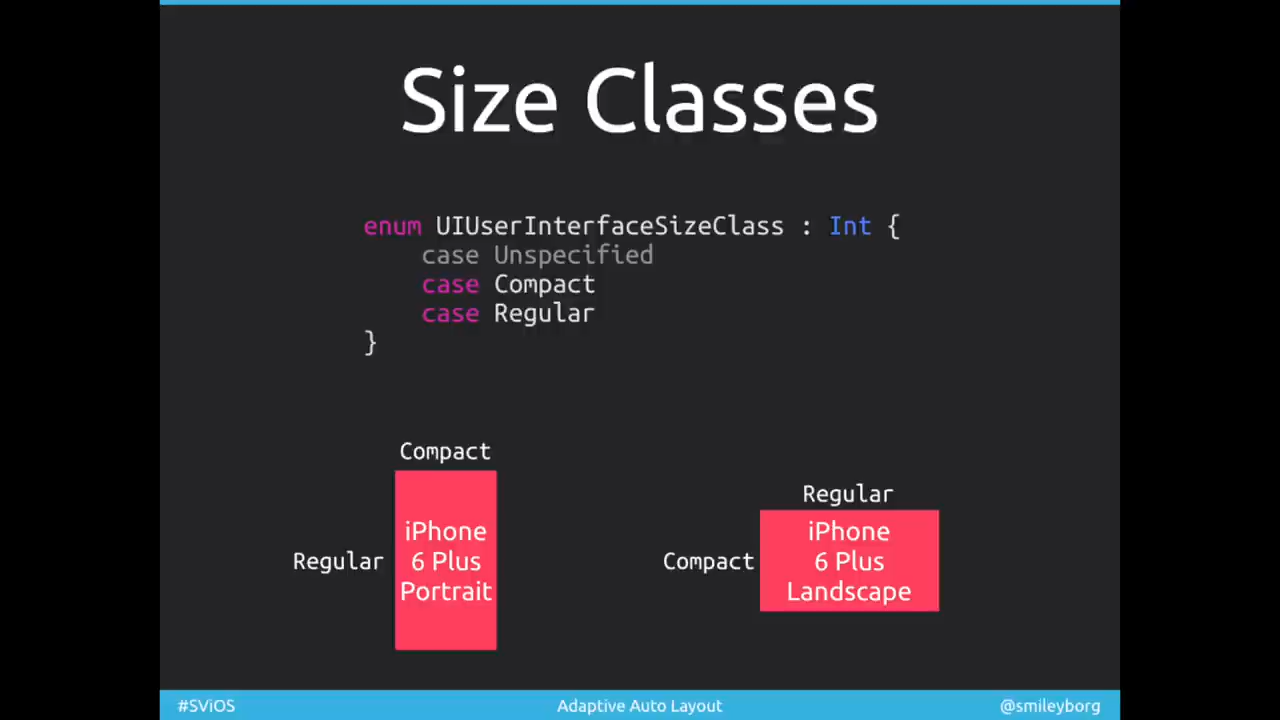 Size Classes
enum UIUserInterfaceSizeClass : Int {
case Unspecified
case Compact
case Regular
}
Compact
Regular
iPhone
6 Plus
Portrait
Regular
Compact
iPhone
6 Plus
Landscape
#SViOS
Adaptive Auto Layout
@smileyborg